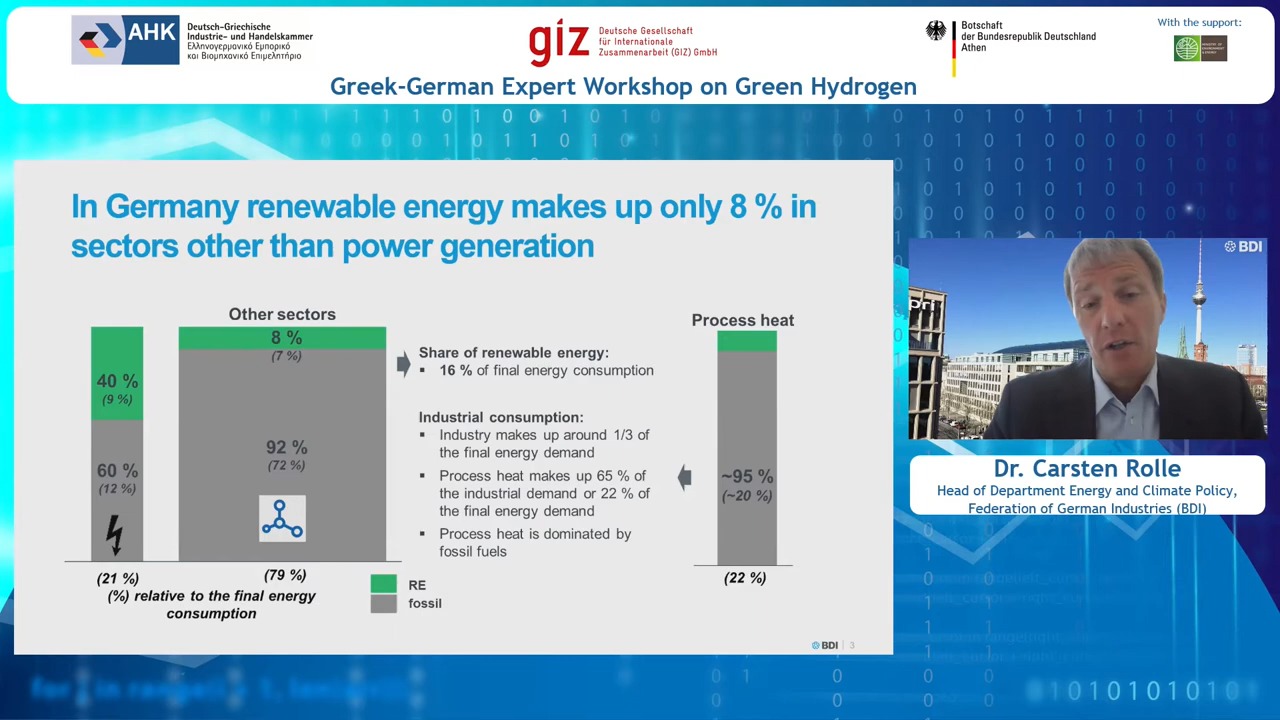 AHK
Deutsch-Griechische
Industrie- und Handelskammer
Ελληνογερμανικό Εμπορικό
και Βιομηχανικό Επιμελητήριο
giz
Deutsche Gesellschaft
für Internationale
Zusammenarbeit (GIZ) GmbH
Botschaft
der Bundesrepublik Deutschland
Athen
With the support:
Greek-German Expert Workshop on Green Hydrogen
In Germany renewable energy makes up only 8 % in
sectors other than power generation
Other sectors
8 %
(7 %)
40 %
(9 %)
92 %
(72 %)
60 %
(12 %)
(21 %)
(79 %)
(%) relative to the final energy
consumption
Share of renewable energy:
▪ 16 % of final energy consumption
Industrial consumption:
▪ Industry makes up around 1/3 of
the final energy demand
▪ Process heat makes up 65 % of
the industrial demand or 22 % of
the final energy demand
▪ Process heat is dominated by
fossil fuels
RE
fossil
Process heat
~95 %
(~20 %)
(22 %)
BDI | 3
BDI
Dr. Carsten Rolle
Head of Department Energy and Climate Policy,
Federation of German Industries (BDI)
01010101010